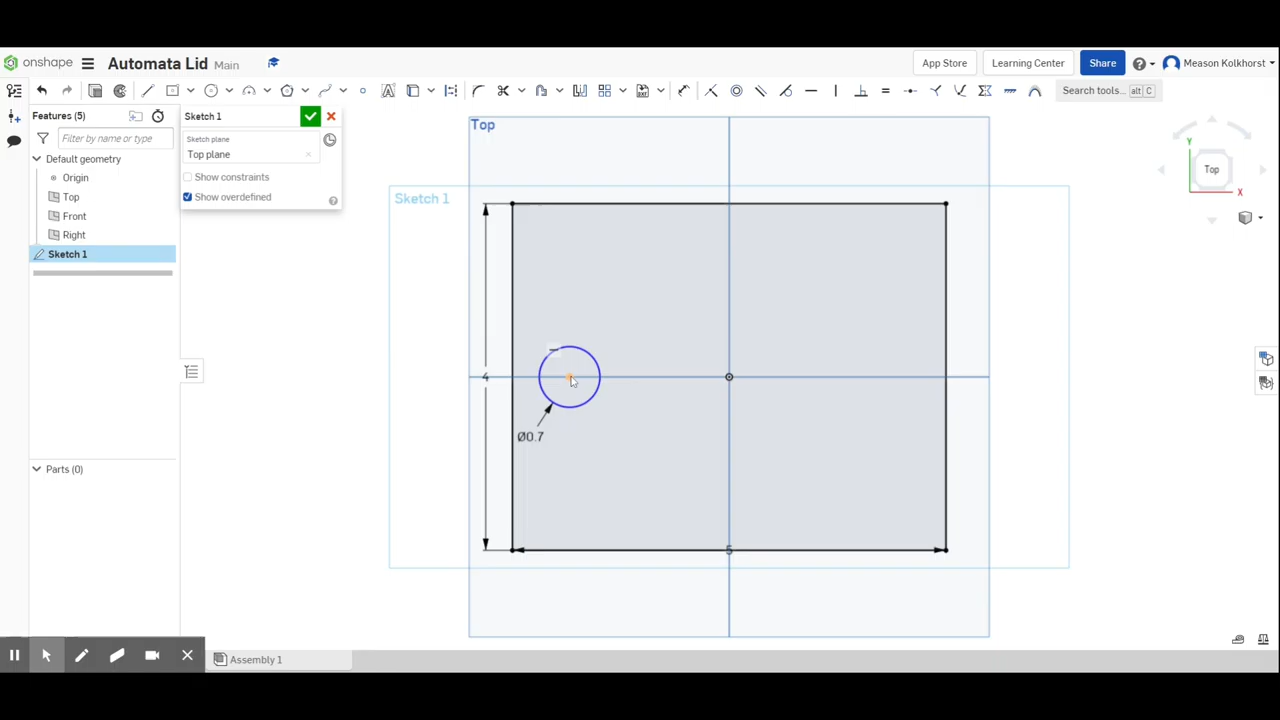 onshape Automata Lid Main App Store Learning Center Share Meason Kolkhorst
Search tools... alt C
Features (5)
Filter by name or type
Default geometry
Origin
Top
Front
Right
Sketch 1
Parts (0)
Sketch 1
Sketch plane
Top plane
Show constraints
Show overdefined
Top
Sketch 1
4
Ø0.7
5
Y
Top
X
Assembly 1